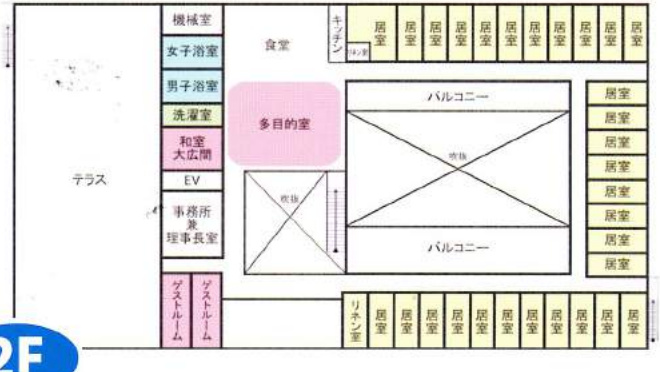 機械室
女子浴室
男子浴室
洗濯室
和室
大広間
EV
事務所
兼
理事長室
ゲストルーム
ゲストルーム
テラス
食堂
キッチン
リネン室
多目的室
吹抜
居室
居室
居室
居室
居室
居室
居室
居室
居室
居室
居室
バルコニー
吹抜
バルコニー
居室
居室
居室
居室
居室
居室
居室
居室
リネン室
居室
居室
居室
居室
居室
居室
居室
居室
居室
居室
居室
2F